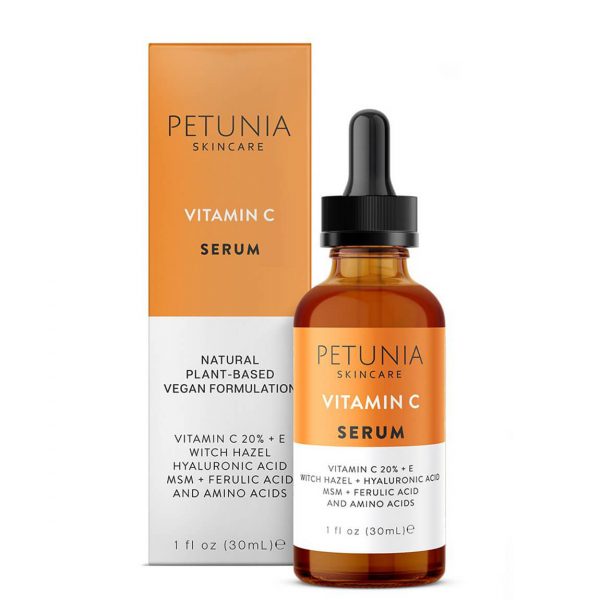 PETUNIA
SKINCARE
VITAMIN C
SERUM
NATURAL
PLANT-BASED
VEGAN FORMULATION
VITAMIN C 20% + E
WITCH HAZEL
HYALURONIC ACID
MSM + FERULIC ACID
AND AMINO ACIDS
1 fl oz (30mL)℮
PETUNIA
SKINCARE
VITAMIN C
SERUM
VITAMIN C 20% + E
WITCH HAZEL + HYALURONIC ACID
MSM + FERULIC ACID
AND AMINO ACIDS
1 fl oz (30mL)℮